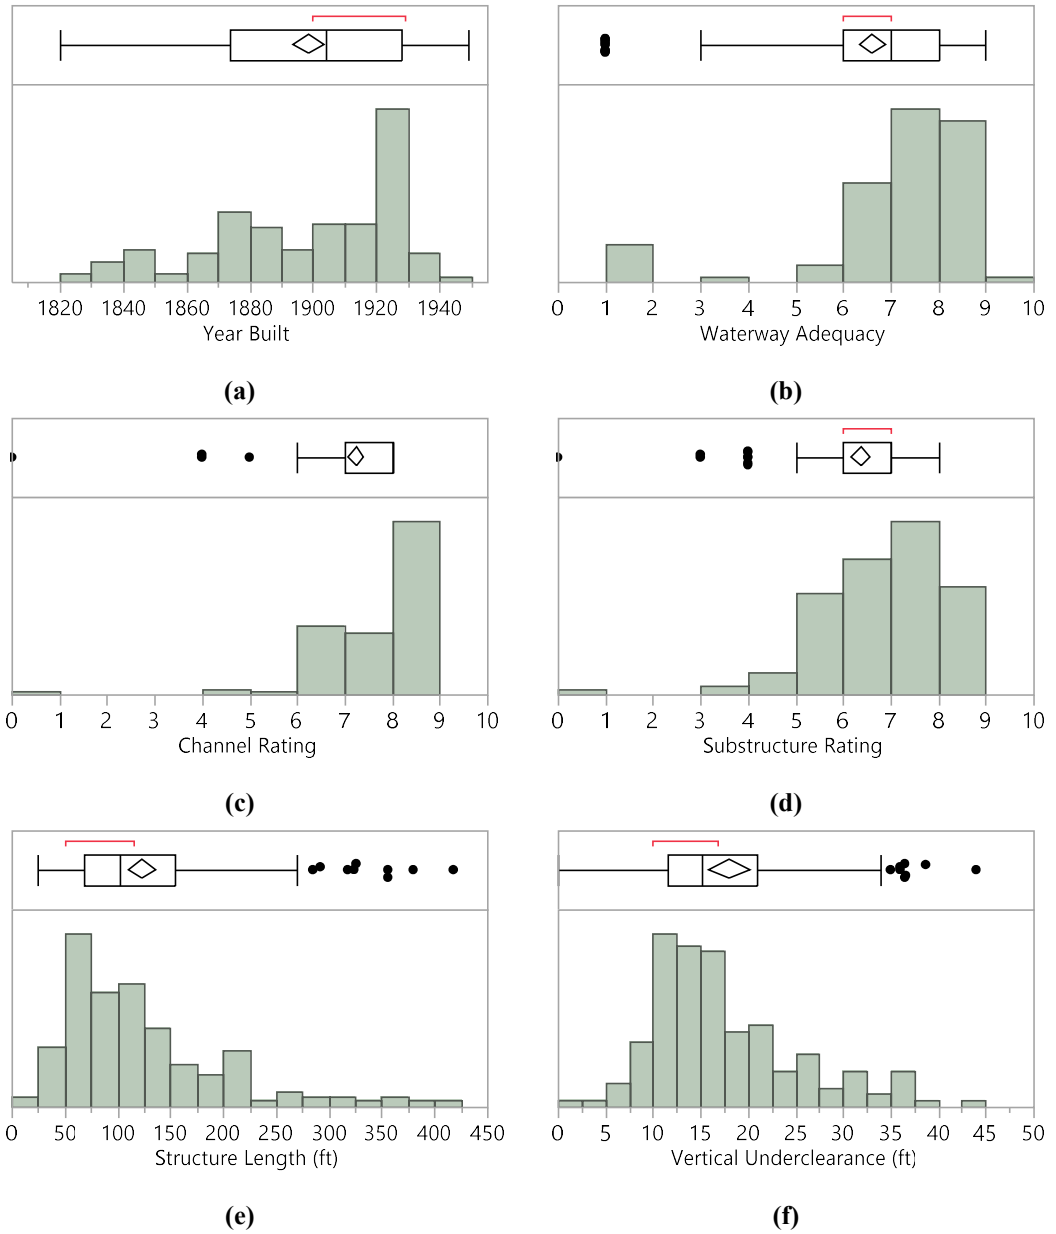 1820 1840 1860 1880 1900 1920 1940
Year Built
(a)
0 1 2 3 4 5 6 7 8 9 10
Waterway Adequacy
(b)
0 1 2 3 4 5 6 7 8 9 10
Channel Rating
(c)
0 1 2 3 4 5 6 7 8 9 10
Substructure Rating
(d)
0 50 100 150 200 250 300 350 400 450
Structure Length (ft)
(e)
0 5 10 15 20 25 30 35 40 45 50
Vertical Underclearance (ft)
(f)